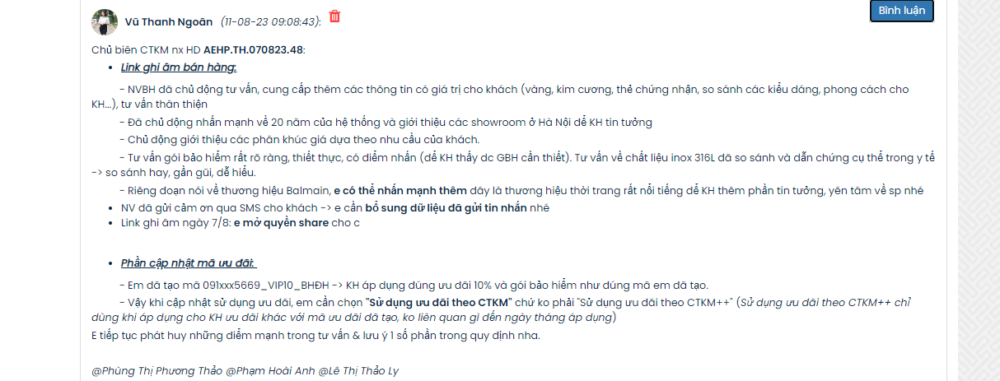 Bình luận
Vũ Thanh Ngoãn (11-08-23 09:08:43):
Chủ biên CTKM nx HD AEHP.TH.070823.48:
• Link ghi âm bán hàng:
- NVBH đã chủ động tư vấn, cung cấp thêm các thông tin có giá trị cho khách (vàng, kim cương, thẻ chứng nhận, so sánh các kiểu dáng, phong cách cho
KH...), tư vấn thân thiện
- Đã chủ động nhấn mạnh về 20 năm của hệ thống và giới thiệu các showroom ở Hà Nội để KH tin tưởng
- Chủ động giới thiệu các phân khúc giá dựa theo nhu cầu của khách.
- Tư vấn gói bảo hiểm rất rõ ràng, thiết thực, có điểm nhấn (để KH thấy dc GBH cần thiết). Tư vấn về chất liệu inox 316L đã so sánh và dẫn chứng cụ thể trong y tế
-> so sánh hay, gần gũi, dễ hiểu.
- Riêng đoạn nói về thương hiệu Balmain, e có thể nhấn mạnh thêm đây là thương hiệu thời trang rất nổi tiếng để KH thêm phần tin tưởng, yên tâm về sp nhé
• NV đã gửi cảm ơn qua SMS cho khách -> e cần bổ sung dữ liệu đã gửi tin nhắn nhé
• Link ghi âm ngày 7/8: e mở quyền share cho c
• Phần cập nhật mã ưu đãi:
- Em đã tạo mã 091xxx5669_VIP10_BHĐH -> KH áp dụng đúng ưu đãi 10% và gói bảo hiểm như đúng mã em đã tạo.
- Vậy khi cập nhật sử dụng ưu đãi, em cần chọn "Sử dụng ưu đãi theo CTKM" chứ ko phải "Sử dụng ưu đãi theo CTKM++" (Sử dụng ưu đãi theo CTKM++ chỉ
dùng khi áp dụng cho KH ưu đãi khác với mã ưu đãi đã tạo, ko liên quan gì đến ngày tháng áp dụng)
E tiếp tục phát huy những điểm mạnh trong tư vấn & lưu ý 1 số phần trong quy định nha.
@Phùng Thị Phương Thảo @Phạm Hoài Anh @Lê Thị Thảo Ly